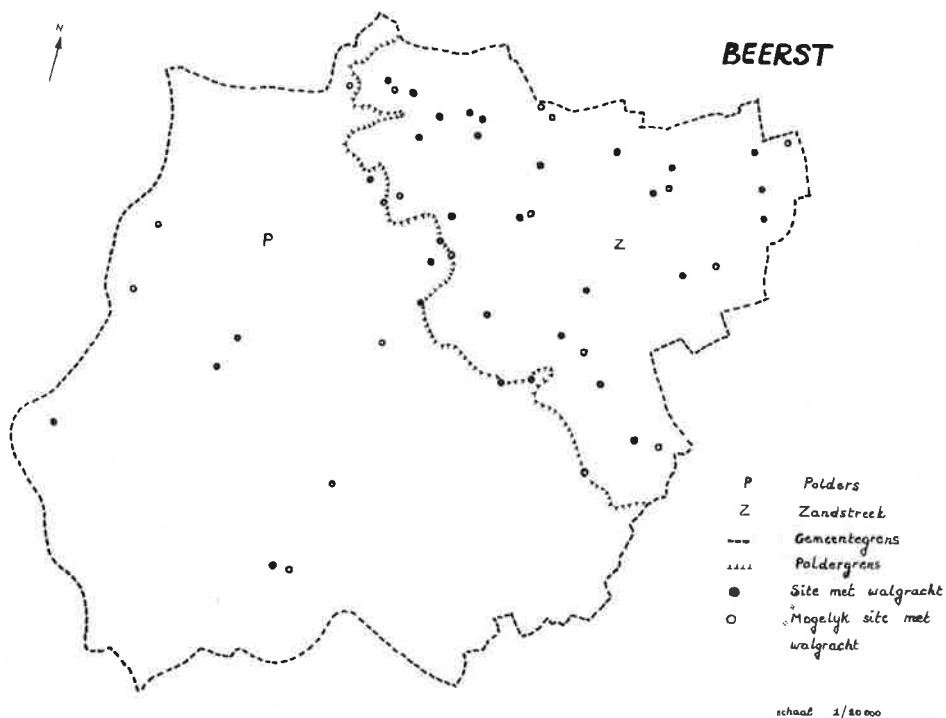 N
BEERST
P
Z
P Polders
Z Zandstreek
Gemeentegrens
Poldergrens
Site met walgracht
Mogelyk site met
walgracht
schaal 1/20000